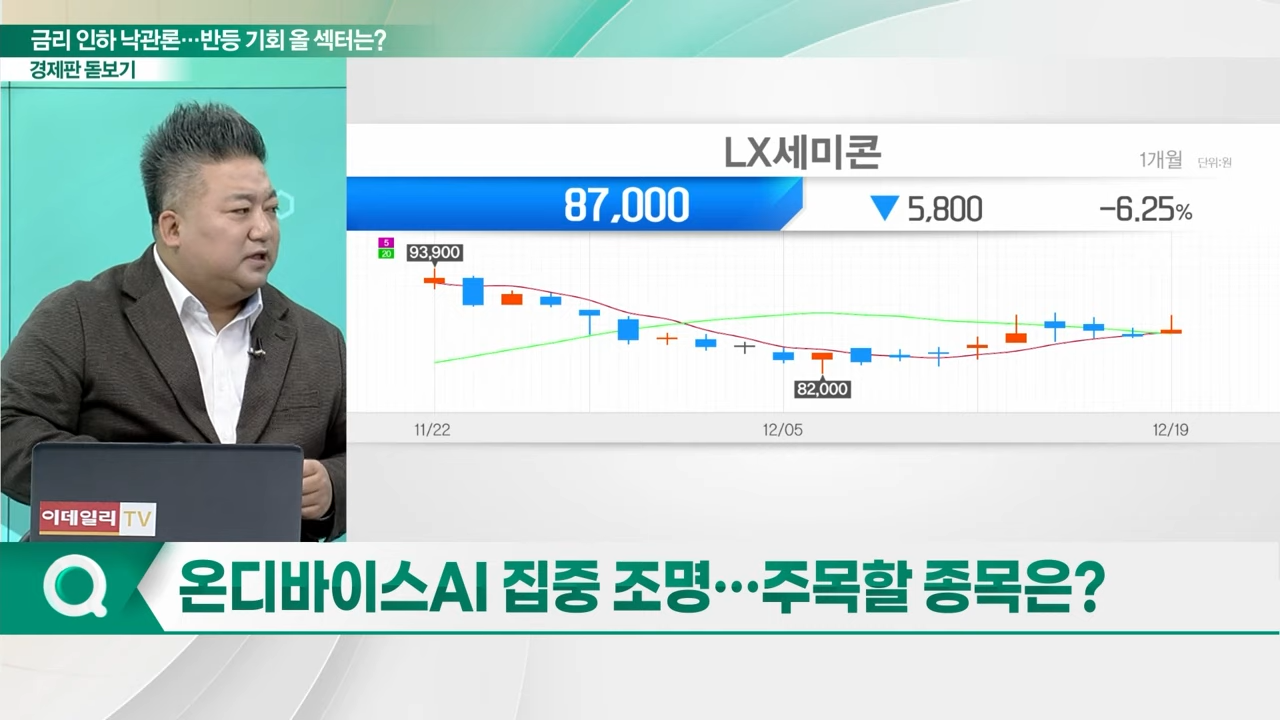 금리 인하 낙관론…반등 기회 올 섹터는?
경제판 돋보기
LX세미콘
1개월 단위:원
87,000 ▼ 5,800 -6.25%
5
20
93,900
82,000
11/22 12/05 12/19
이데일리 TV
온디바이스AI 집중 조명…주목할 종목은?